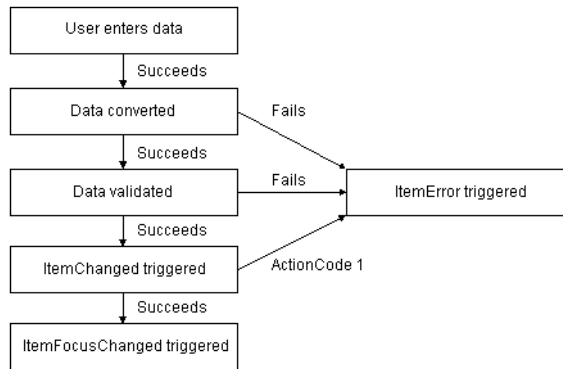 User enters data
Succeeds
Data converted
Fails
Succeeds
Data validated
Fails
ItemError triggered
Succeeds
ItemChanged triggered
ActionCode 1
Succeeds
ItemFocusChanged triggered